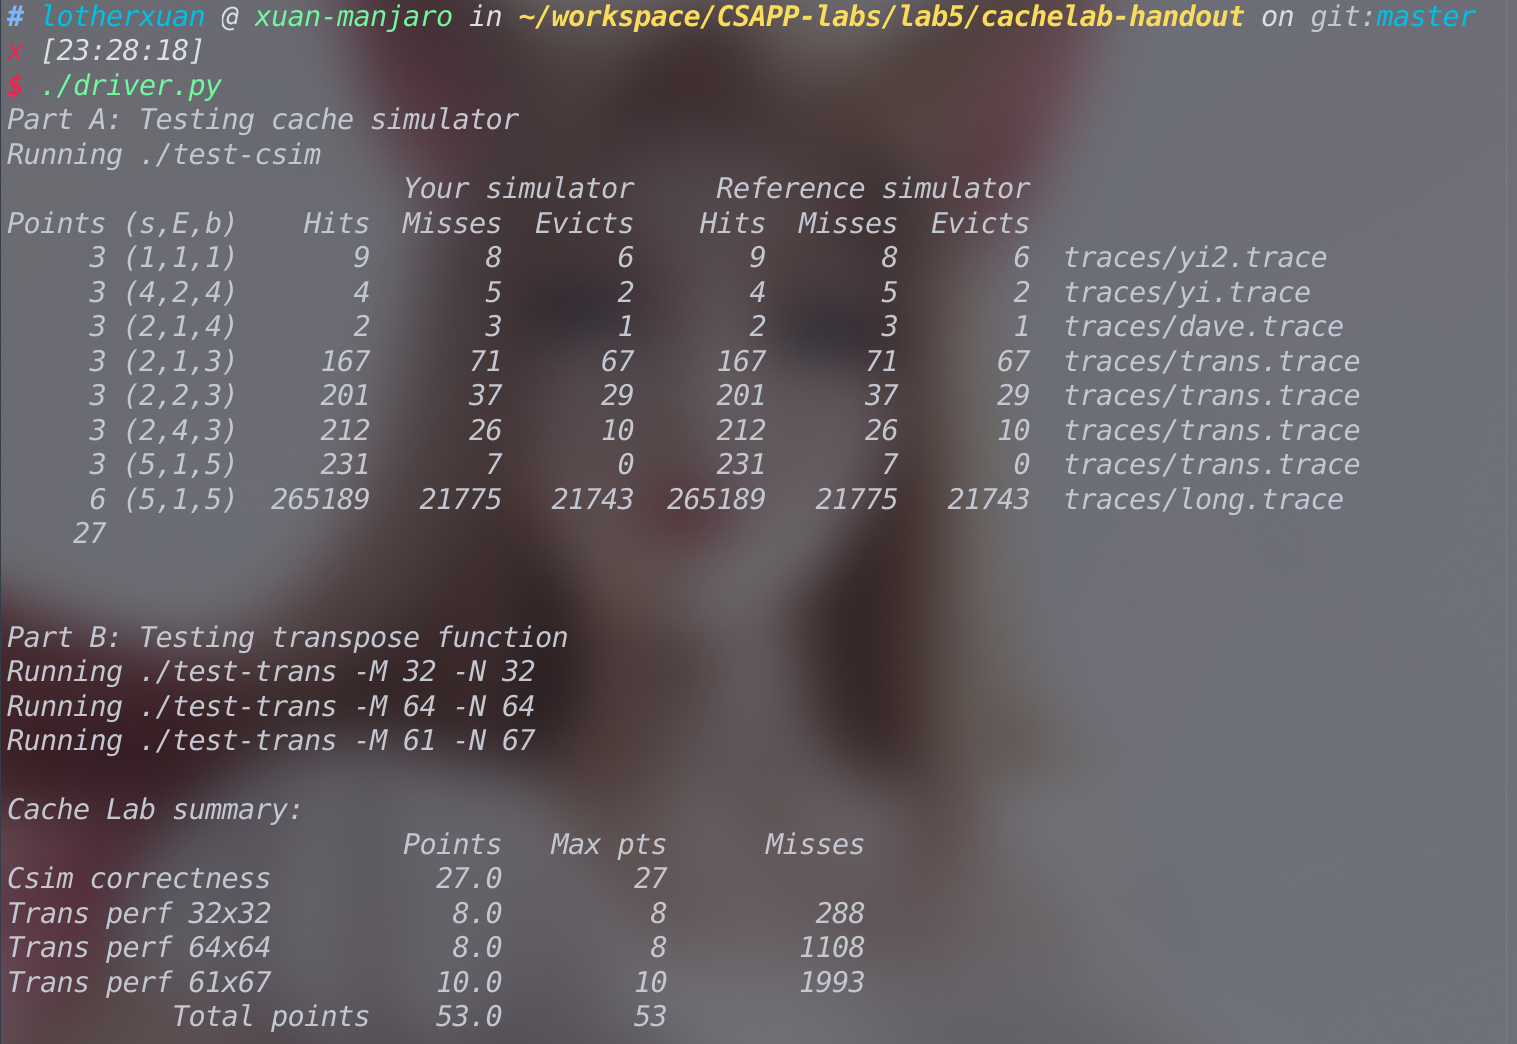 # lotherxuan @ xuan-manjaro in ~/workspace/CSAPP-labs/lab5/cachelab-handout on git:master
x [23:28:18]
$ ./driver.py
Part A: Testing cache simulator
Running ./test-csim
                        Your simulator     Reference simulator
Points (s,E,b)    Hits  Misses  Evicts    Hits  Misses  Evicts
     3 (1,1,1)       9       8       6       9       8       6  traces/yi2.trace
     3 (4,2,4)       4       5       2       4       5       2  traces/yi.trace
     3 (2,1,4)       2       3       1       2       3       1  traces/dave.trace
     3 (2,1,3)     167      71      67     167      71      67  traces/trans.trace
     3 (2,2,3)     201      37      29     201      37      29  traces/trans.trace
     3 (2,4,3)     212      26      10     212      26      10  traces/trans.trace
     3 (5,1,5)     231       7       0     231       7       0  traces/trans.trace
     6 (5,1,5)  265189   21775   21743  265189   21775   21743  traces/long.trace
    27
Part B: Testing transpose function
Running ./test-trans -M 32 -N 32
Running ./test-trans -M 64 -N 64
Running ./test-trans -M 61 -N 67
Cache Lab summary:
                        Points   Max pts      Misses
Csim correctness          27.0        27
Trans perf 32x32           8.0         8         288
Trans perf 64x64           8.0         8        1108
Trans perf 61x67          10.0        10        1993
          Total points    53.0        53